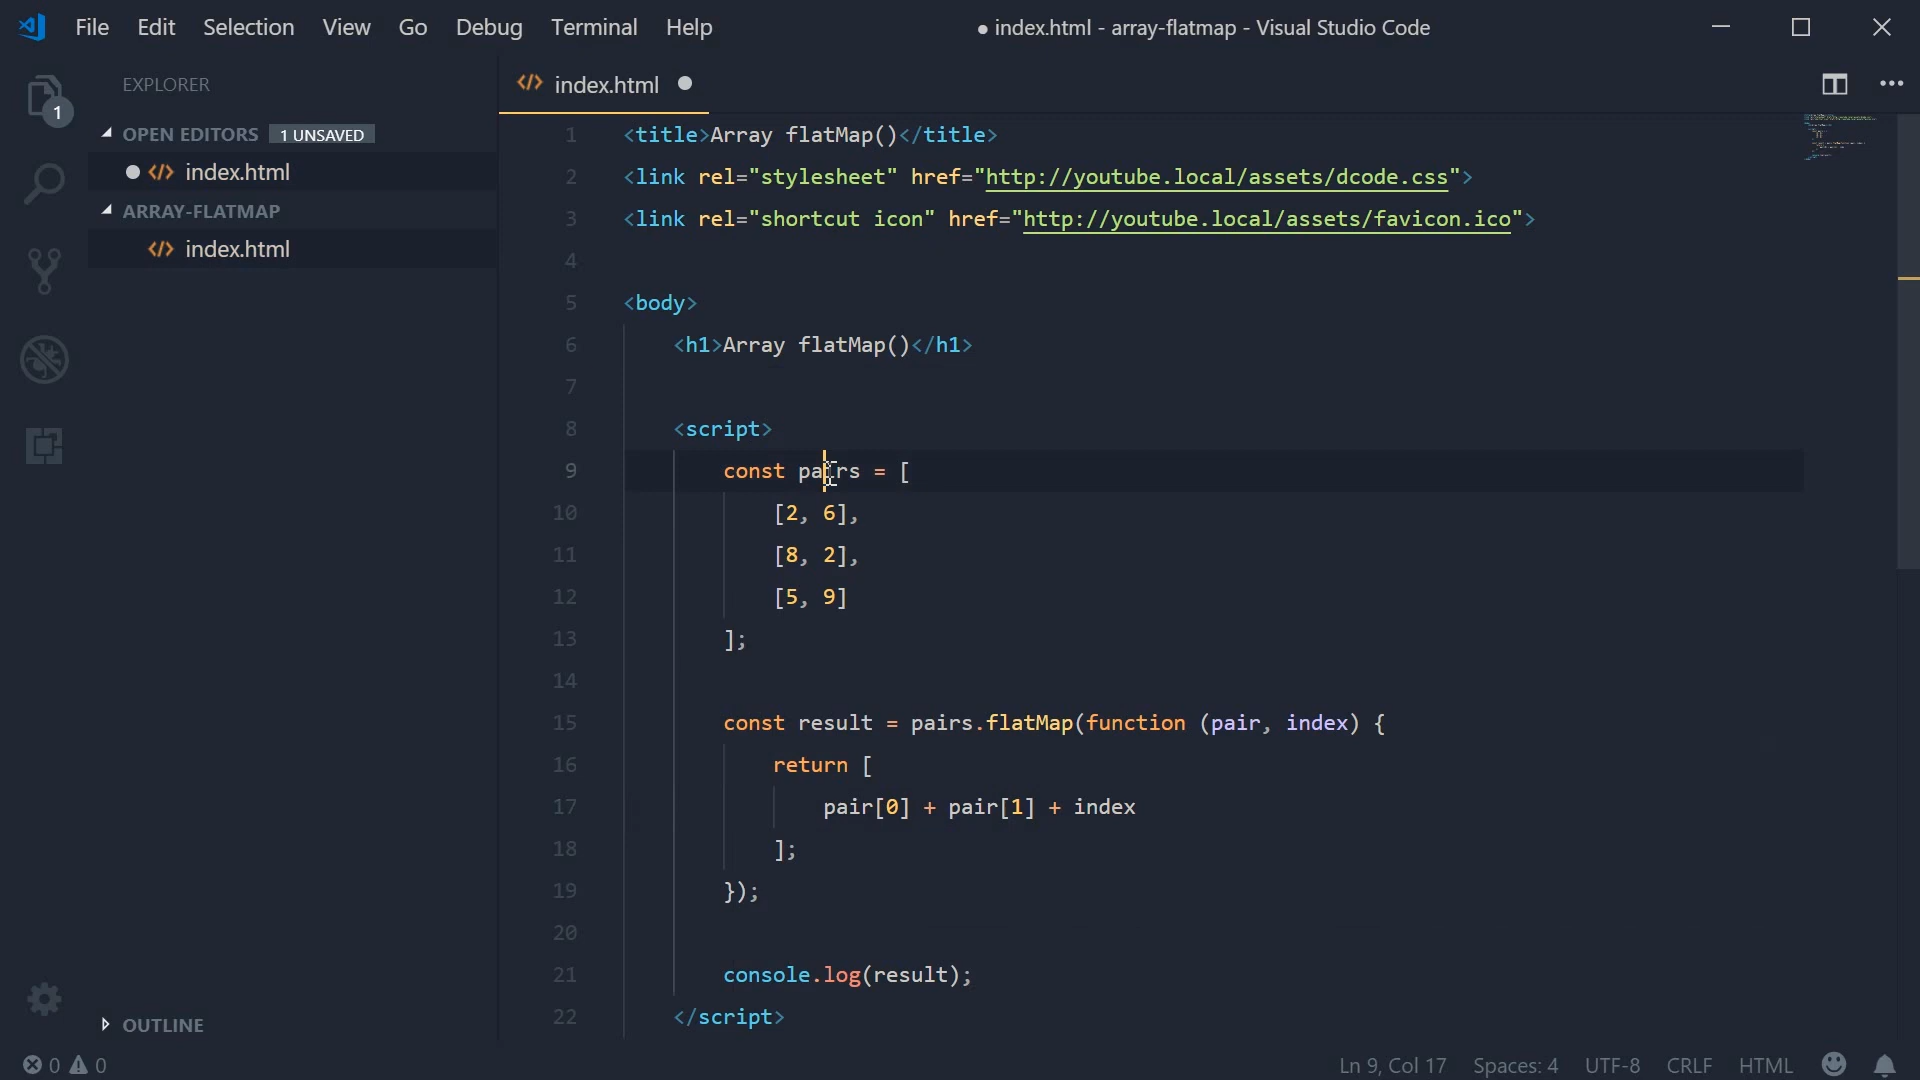 File Edit Selection View Go Debug Terminal Help
● index.html - array-flatmap - Visual Studio Code
EXPLORER
OPEN EDITORS 1 UNSAVED
index.html
ARRAY-FLATMAP
index.html
OUTLINE
1
index.html
1 <title>Array flatMap()</title>
2 <link rel="stylesheet" href="http://youtube.local/assets/dcode.css">
3 <link rel="shortcut icon" href="http://youtube.local/assets/favicon.ico">
4
5 <body>
6     <h1>Array flatMap()</h1>
7
8     <script>
9         const pairs = [
10             [2, 6],
11             [8, 2],
12             [5, 9]
13         ];
14
15         const result = pairs.flatMap(function (pair, index) {
16             return [
17                 pair[0] + pair[1] + index
18             ];
19         });
20
21         console.log(result);
22     </script>
0 0
Ln 9, Col 17 Spaces: 4 UTF-8 CRLF HTML